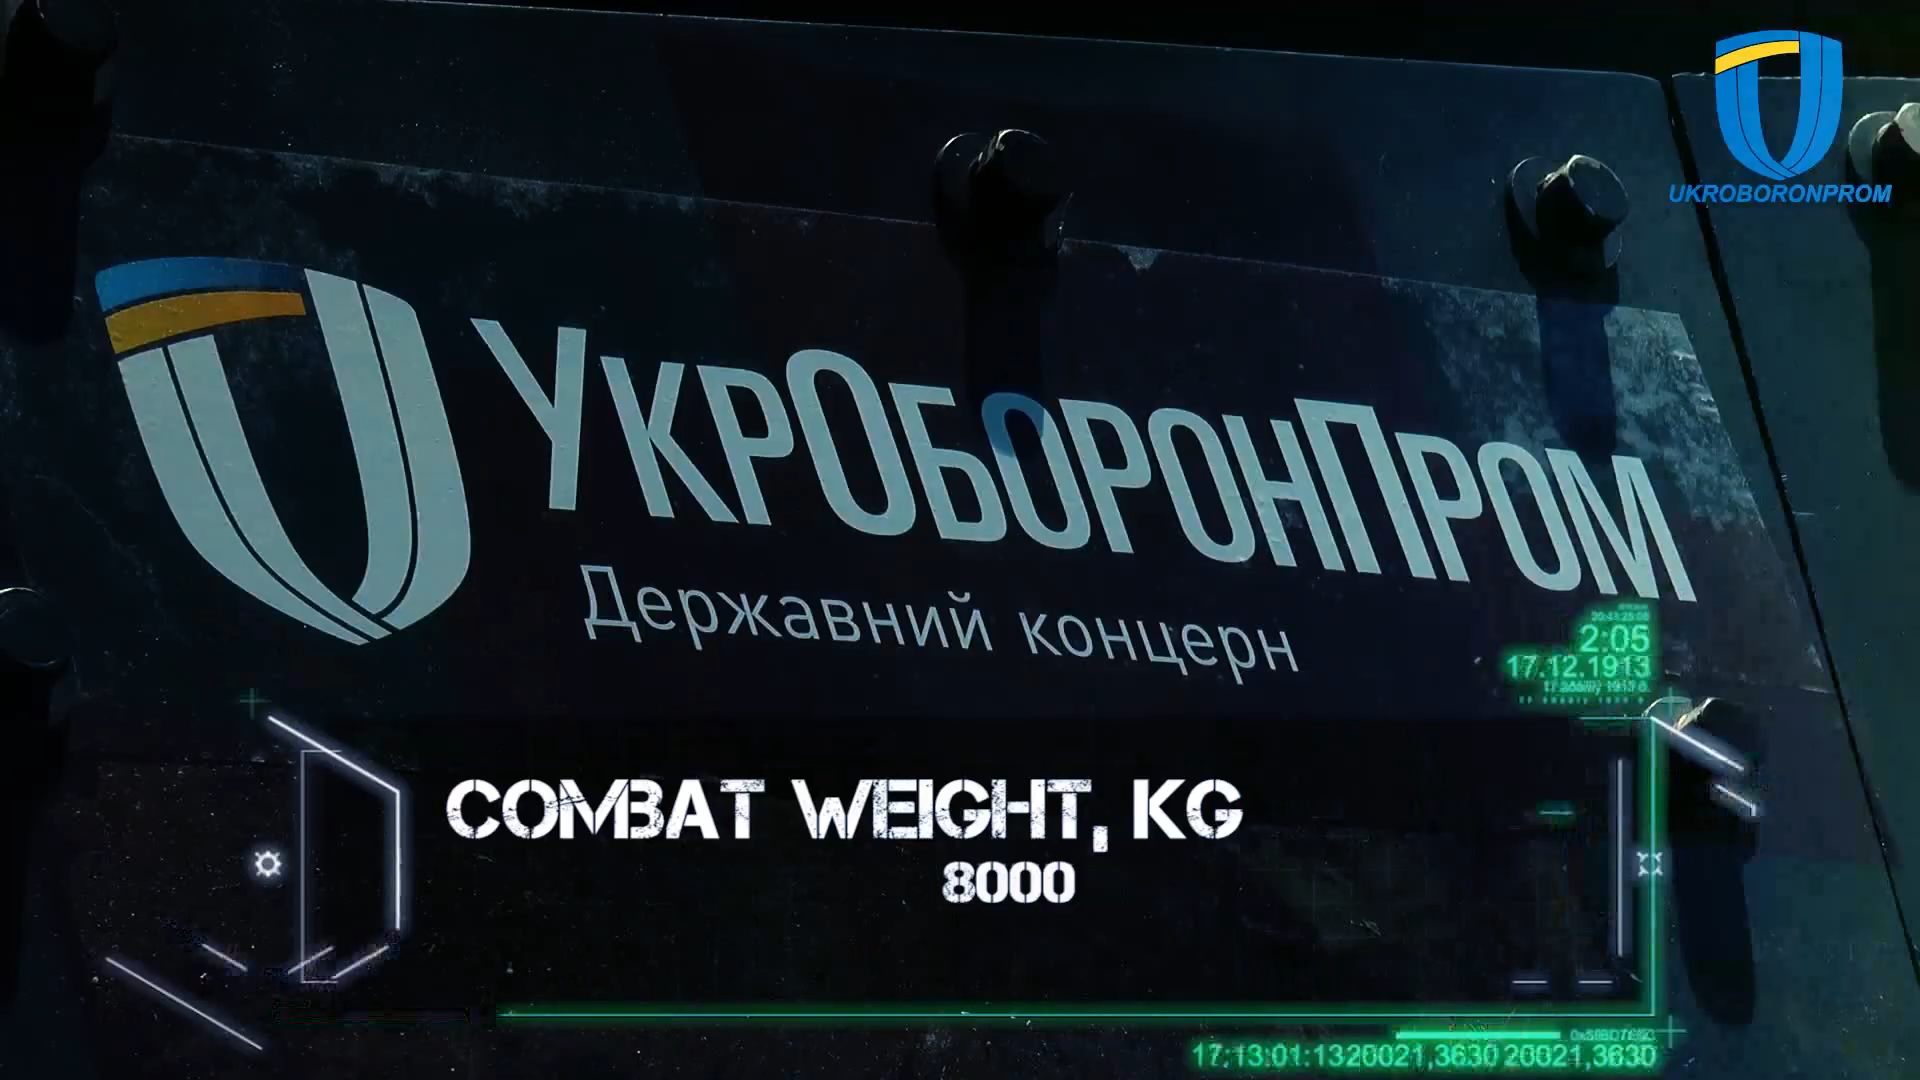 UKROBORONPROM
УКРОБОРОНПРОМ
Державний концерн
2:05
17.12.1913
COMBAT WEIGHT, KG
8000
17:13:01:1320021,3630 20021,3630